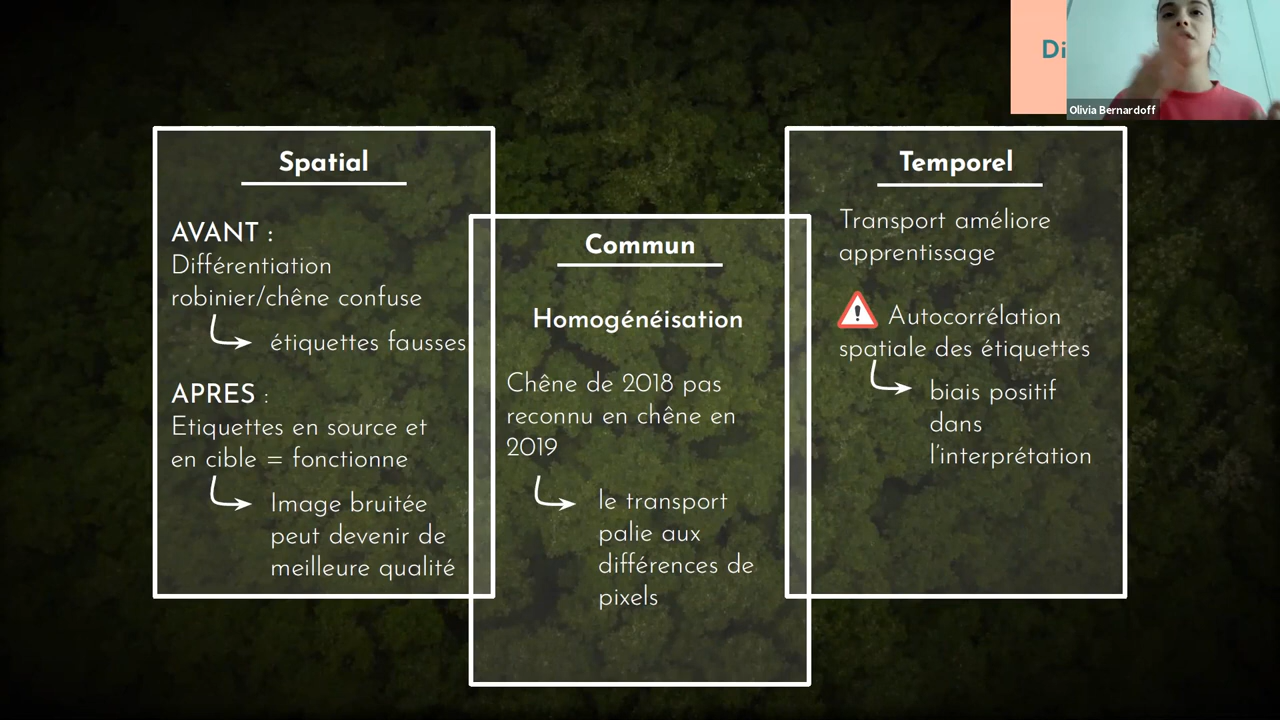 Di
Olivia Bernardoff
Spatial
AVANT :
Différentiation
robinier/chêne confuse
étiquettes fausses
APRES :
Etiquettes en source et
en cible = fonctionne
Image bruitée
peut devenir de
meilleure qualité
Commun
Homogénéisation
Chêne de 2018 pas
reconnu en chêne en
2019
le transport
palie aux
différences de
pixels
Temporel
Transport améliore
apprentissage
Autocorrélation
spatiale des étiquettes
biais positif
dans
l'interprétation